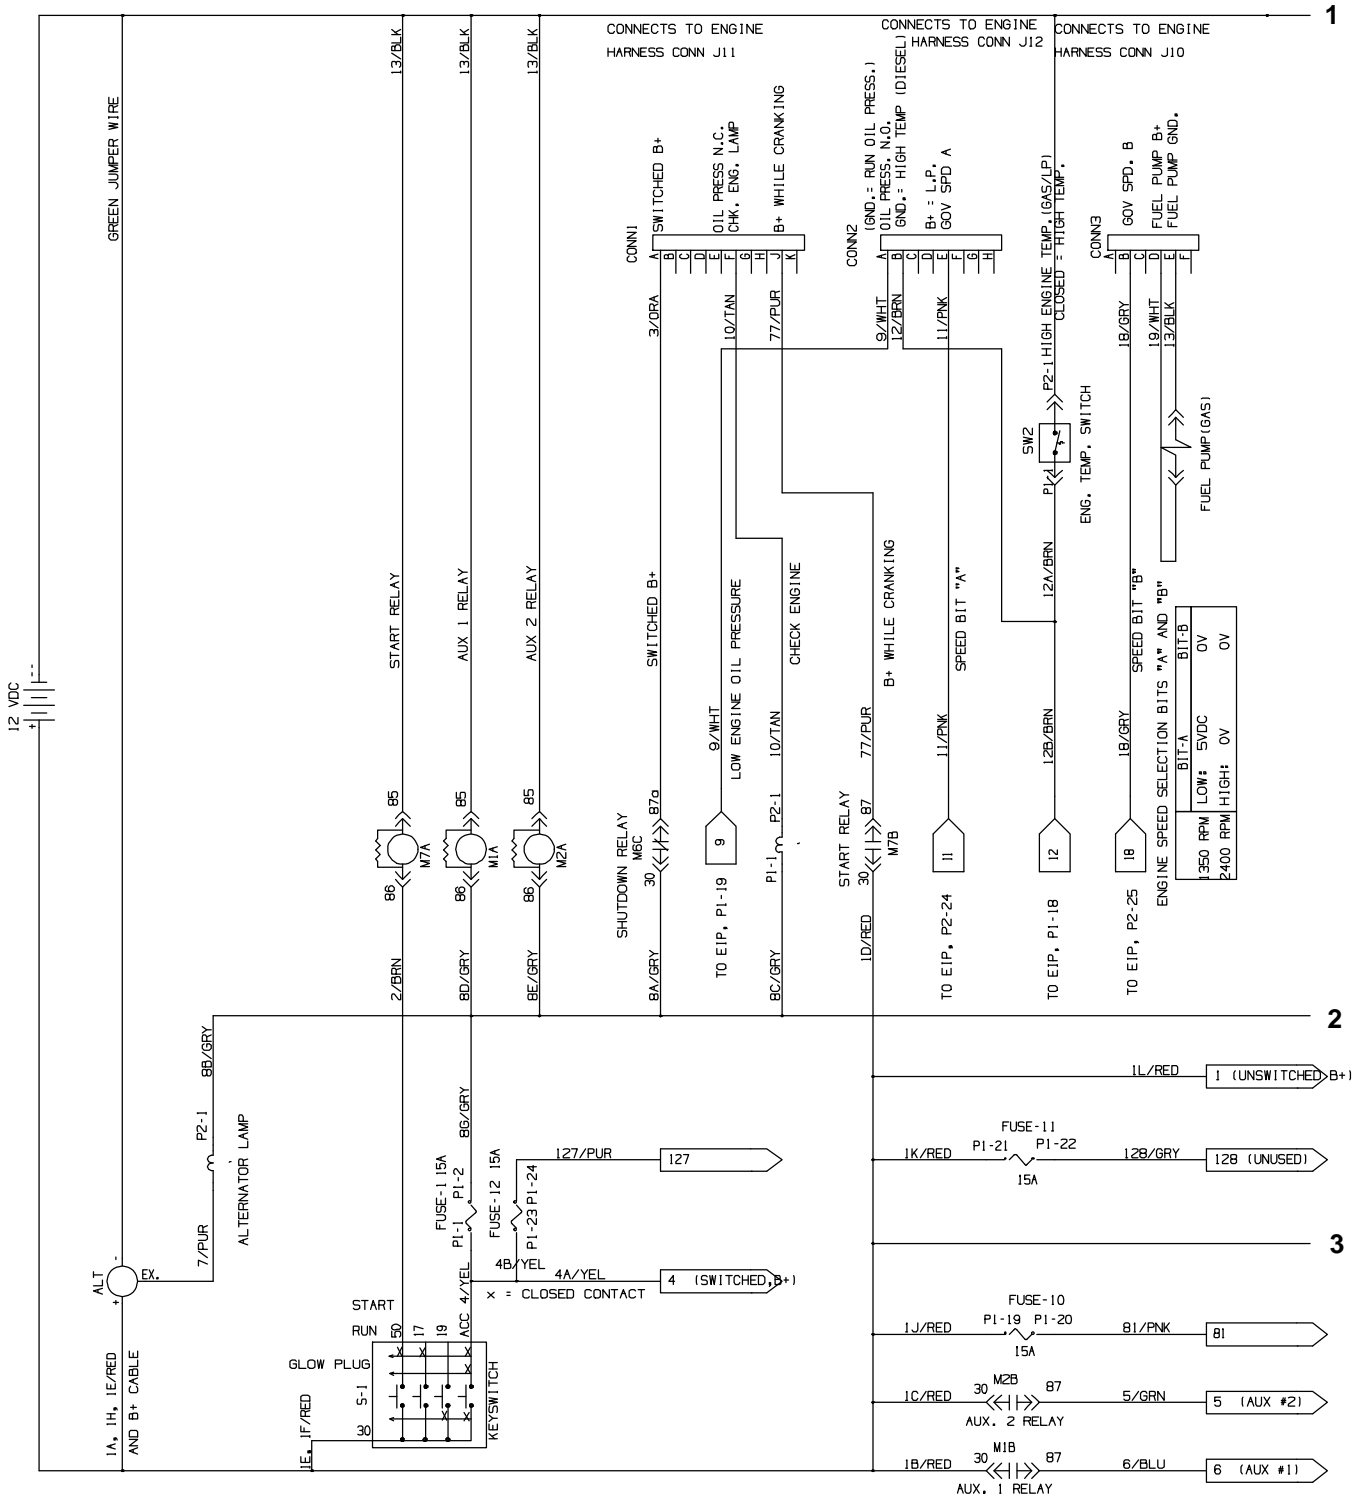 1
CONNECTS TO ENGINE
HARNESS CONN J11
CONNECTS TO ENGINE
HARNESS CONN J12
CONNECTS TO ENGINE
HARNESS CONN J10
13/BLK
13/BLK
13/BLK
GREEN JUMPER WIRE
SWITCHED B+
OIL PRESS N.C.
CHK. ENG. LAMP
B+ WHILE CRANKING
(GND.= RUN OIL PRESS.)
OIL PRESS. N.O.
GND.= HIGH TEMP (DIESEL)
B+ = L.P.
GOV SPD A
HIGH ENGINE TEMP.(GAS/LP)
CLOSED = HIGH TEMP.
GOV SPD. B
FUEL PUMP B+
FUEL PUMP GND.
CONN1
A
B
C
D
E
F
G
H
J
K
CONN2
A
B
C
D
E
F
G
H
CONN3
A
B
C
D
E
F
3/ORA
10/TAN
77/PUR
9/WHT
12/BRN
11/PNK
18/GRY
19/WHT
13/BLK
P2-1
SW2
P1-1
ENG. TEMP. SWITCH
FUEL PUMP(GAS)
12 VDC
--
+
START RELAY
AUX 1 RELAY
AUX 2 RELAY
SWITCHED B+
LOW ENGINE OIL PRESSURE
CHECK ENGINE
B+ WHILE CRANKING
SPEED BIT "A"
12A/BRN
SPEED BIT "B"
9/WHT
10/TAN
77/PUR
11/PNK
12B/BRN
18/GRY
ENGINE SPEED SELECTION BITS "A" AND "B"
BIT-A BIT-B
1350 RPM LOW: 5VDC 0V
2400 RPM HIGH: 0V 0V
85
M7A
86
85
M1A
86
85
M2A
86
SHUTDOWN RELAY
M6C
87a
30
9
TO EIP, P1-19
P2-1
P1-1
START RELAY
87
M7B
30
11
TO EIP, P2-24
12
TO EIP, P1-18
18
TO EIP, P2-25
2/BRN
8D/GRY
8E/GRY
8A/GRY
8C/GRY
1D/RED
2
8B/GRY
P2-1
ALTERNATOR LAMP
7/PUR
8G/GRY
FUSE-1 15A
P1-1 P1-2
FUSE-12 15A
P1-23 P1-24
127/PUR
127
4B/YEL
4A/YEL
4 (SWITCHED,B+)
4/YEL
X = CLOSED CONTACT
1L/RED
1 (UNSWITCHED B+)
FUSE-11
P1-21 P1-22
1K/RED
128/GRY
128 (UNUSED)
15A
3
ALT
-
+
EX.
START
RUN
GLOW PLUG
50
17
19
ACC
X
X
X
X
X
X
S-1
30
KEYSWITCH
1E, 1F/RED
1A, 1H, 1E/RED
AND B+ CABLE
FUSE-10
P1-19 P1-20
1J/RED
81/PNK
81
15A
M2B
30
87
1C/RED
5/GRN
5 (AUX #2)
AUX. 2 RELAY
M1B
30
87
1B/RED
6/BLU
6 (AUX #1)
AUX. 1 RELAY